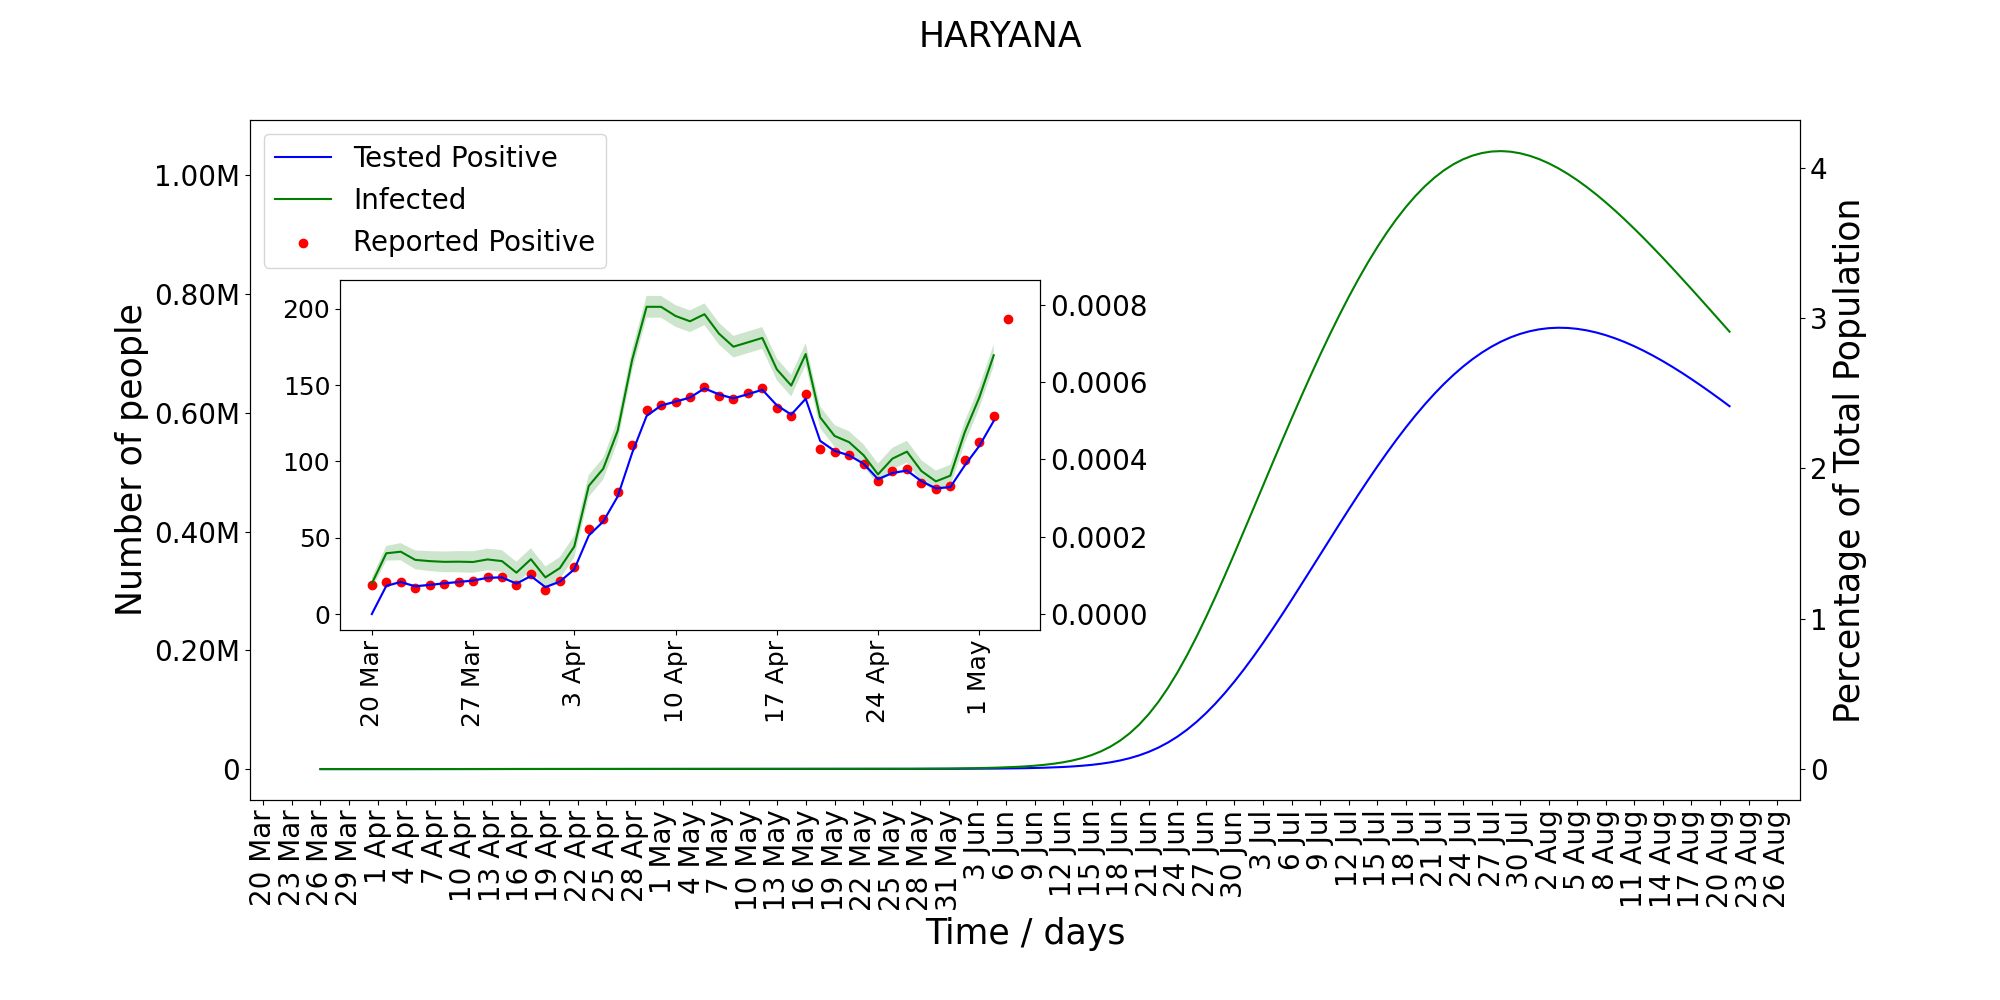 HARYANA
Tested Positive
Infected
Reported Positive
Number of people
1.00M
0.80M
0.60M
0.40M
0.20M
0
200
150
100
50
0
0.0008
0.0006
0.0004
0.0002
0.0000
20 Mar
27 Mar
3 Apr
10 Apr
17 Apr
24 Apr
1 May
4
3
2
1
0
Percentage of Total Population
20 Mar
23 Mar
26 Mar
29 Mar
1 Apr
4 Apr
7 Apr
10 Apr
13 Apr
16 Apr
19 Apr
22 Apr
25 Apr
28 Apr
1 May
4 May
7 May
10 May
13 May
16 May
19 May
22 May
25 May
28 May
31 May
3 Jun
6 Jun
9 Jun
12 Jun
15 Jun
18 Jun
21 Jun
24 Jun
27 Jun
30 Jun
3 Jul
6 Jul
9 Jul
12 Jul
15 Jul
18 Jul
21 Jul
24 Jul
27 Jul
30 Jul
2 Aug
5 Aug
8 Aug
11 Aug
14 Aug
17 Aug
20 Aug
23 Aug
26 Aug
Time / days